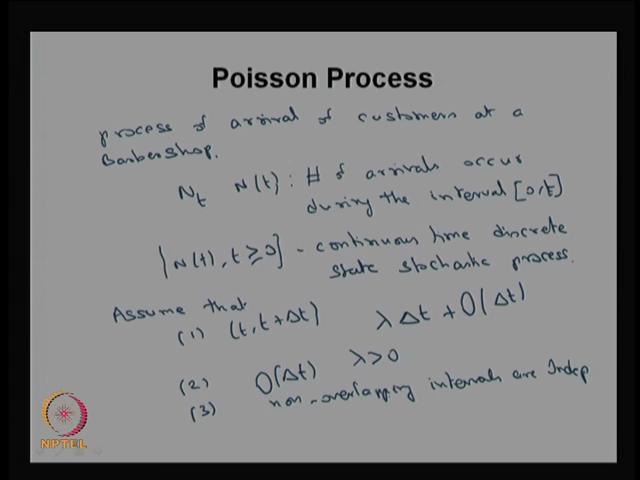 Poisson Process
process of arrival of customers at a
Barbershop.
N_t N(t): # of arrivals occur
during the interval [0,t]
{N(t), t ≥ 0} - continuous time discrete
state stochastic process.
Assume that
(1) (t, t+Δt) λ Δt + O(Δt)
(2) O(Δt) λ>0
(3) non-overlapping intervals are Indep
NPTEL